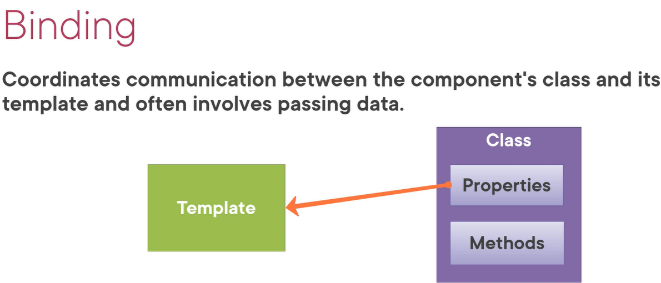 Binding
Coordinates communication between the component's class and its
template and often involves passing data.
Class
Properties
Template
Methods